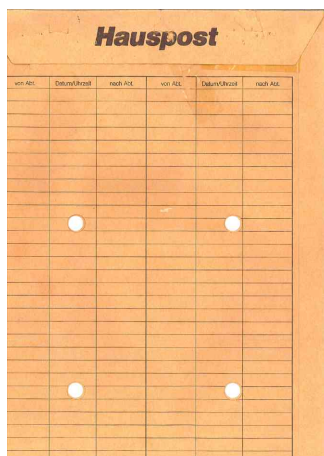 Hauspost
von Abt. Datum/Uhrzeit nach Abt. von Abt. Datum/Uhrzeit nach Abt.